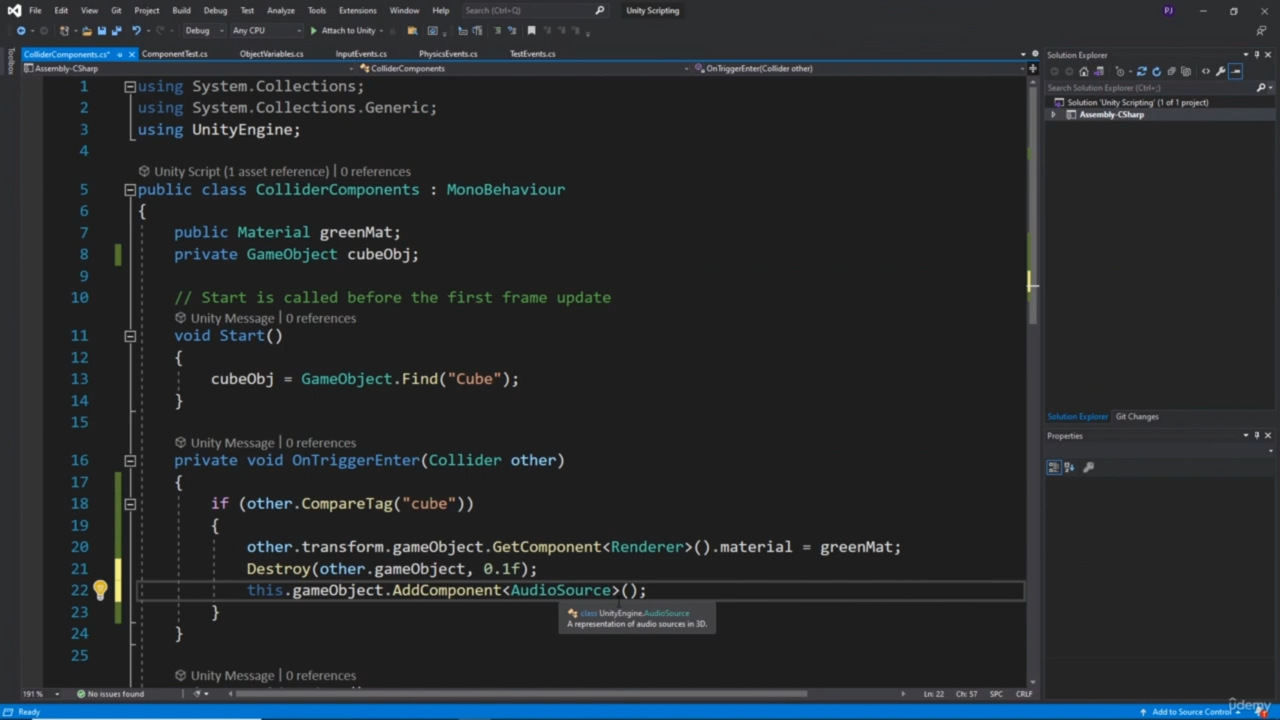 File Edit View Git Project Build Debug Test Analyze Tools Extensions Window Help Search (Ctrl+Q) Unity Scripting PJ
Debug Any CPU Attach to Unity
ColliderComponents.cs* ComponentTest.cs ObjectVariables.cs InputEvents.cs PhysicsEvents.cs TestEvents.cs
Assembly-CSharp ColliderComponents OnTriggerEnter(Collider other)
Toolbox
1 using System.Collections;
2 using System.Collections.Generic;
3 using UnityEngine;
4
Unity Script (1 asset reference) | 0 references
5 public class ColliderComponents : MonoBehaviour
6 {
7 public Material greenMat;
8 private GameObject cubeObj;
9
10 // Start is called before the first frame update
Unity Message | 0 references
11 void Start()
12 {
13 cubeObj = GameObject.Find("Cube");
14 }
15
Unity Message | 0 references
16 private void OnTriggerEnter(Collider other)
17 {
18 if (other.CompareTag("cube"))
19 {
20 other.transform.gameObject.GetComponent<Renderer>().material = greenMat;
21 Destroy(other.gameObject, 0.1f);
22 this.gameObject.AddComponent<AudioSource>();
23 }
class UnityEngine.AudioSource
A representation of audio sources in 3D.
24 }
25
Unity Message | 0 references
191 % No issues found Ln: 22 Ch: 57 SPC CRLF
Solution Explorer
Search Solution Explorer (Ctrl+;)
Solution 'Unity Scripting' (1 of 1 project)
Assembly-CSharp
Solution Explorer Git Changes
Properties
Ready Add to Source Control
udemy